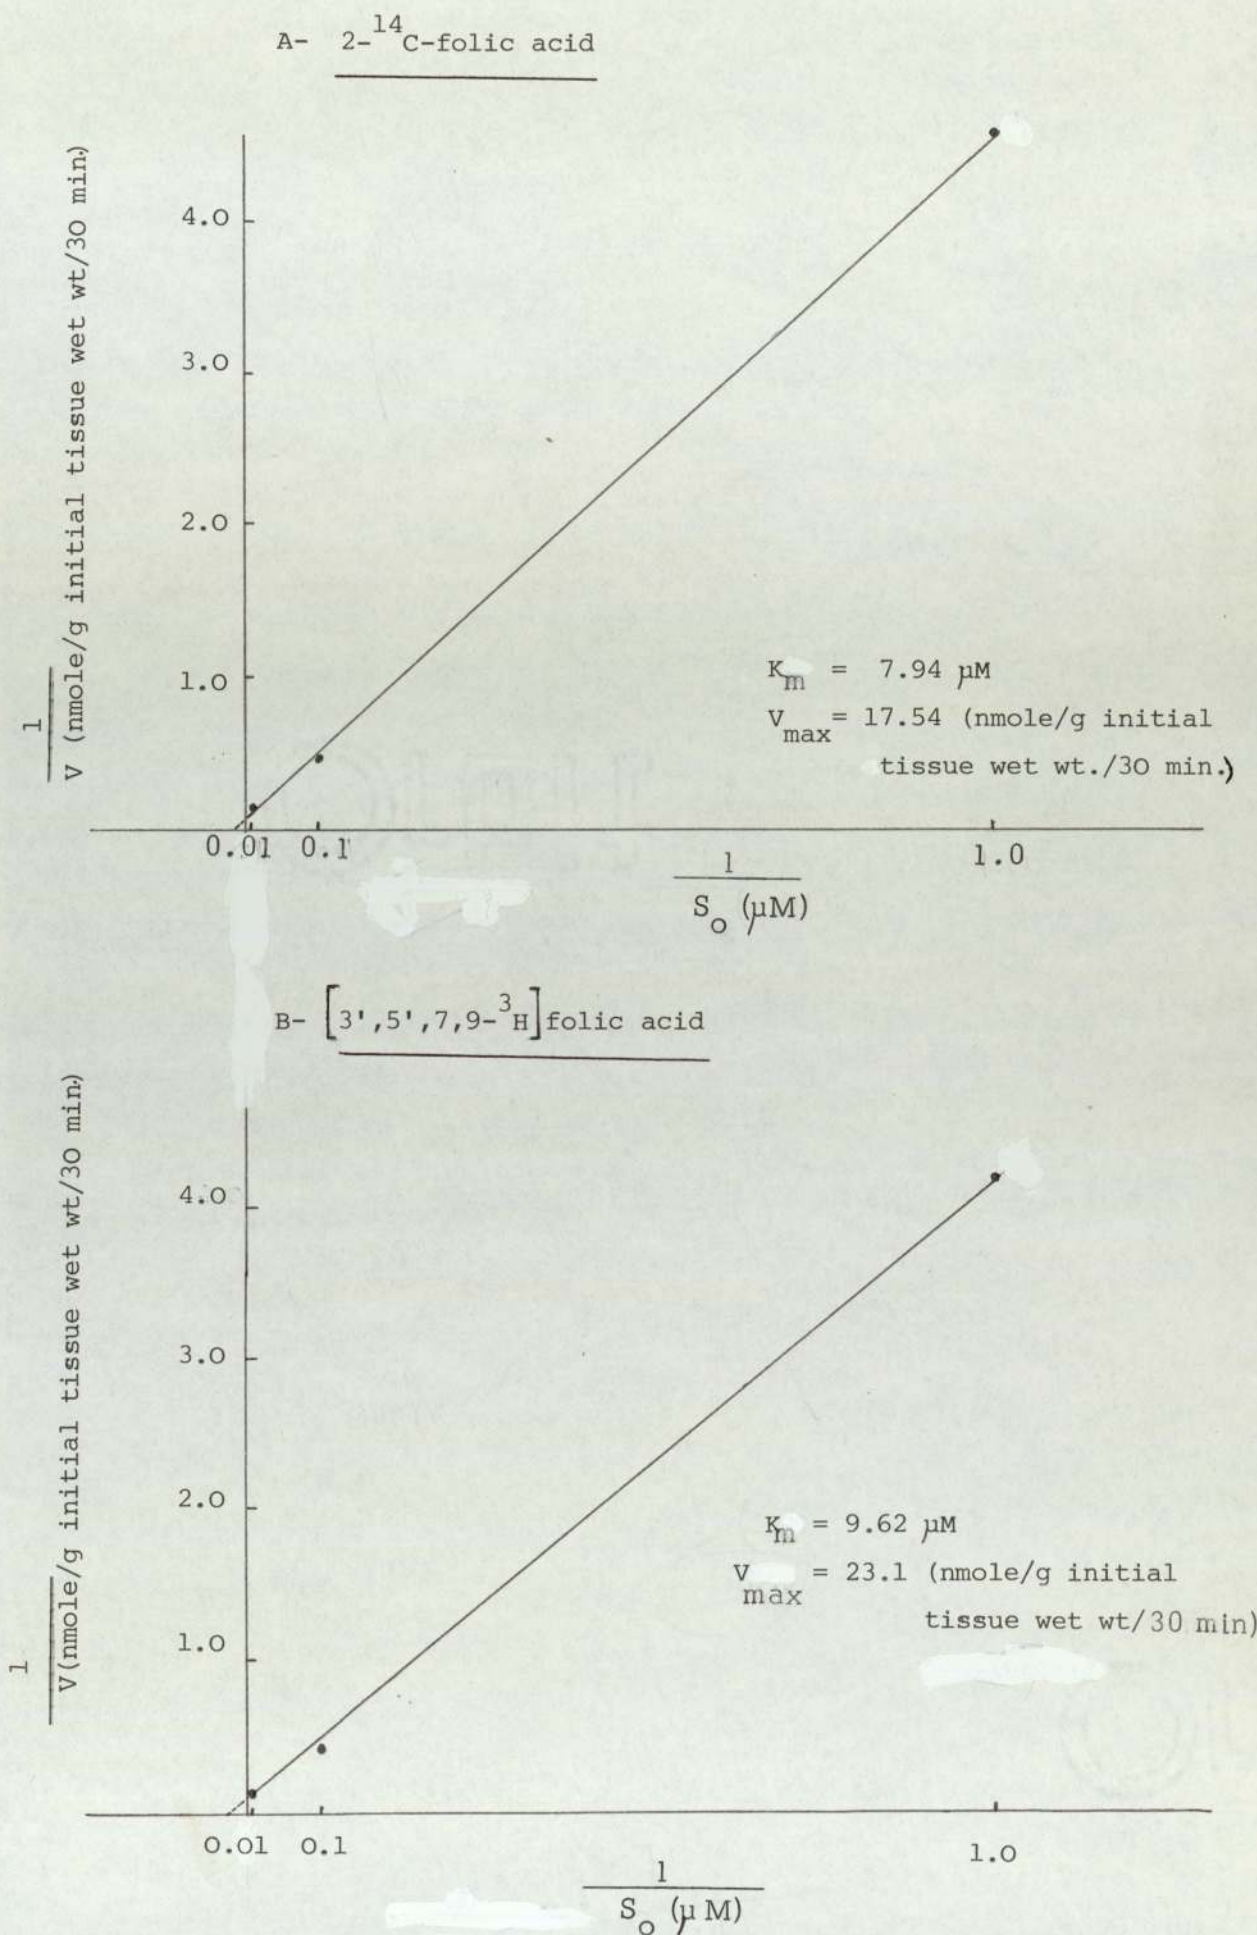 A- 2-14C-folic acid
1
V (nmole/g initial tissue wet wt/30 min.)
4.0
3.0
2.0
1.0
Km = 7.94 µM
Vmax = 17.54 (nmole/g initial
tissue wet wt./30 min.)
0.01 0.1 1.0
1
So (µM)
B- [3',5',7,9-3H]folic acid
1
V(nmole/g initial tissue wet wt/30 min.)
4.0
3.0
2.0
1.0
Km = 9.62 µM
Vmax = 23.1 (nmole/g initial
tissue wet wt/30 min)
0.01 0.1 1.0
1
So (µM)